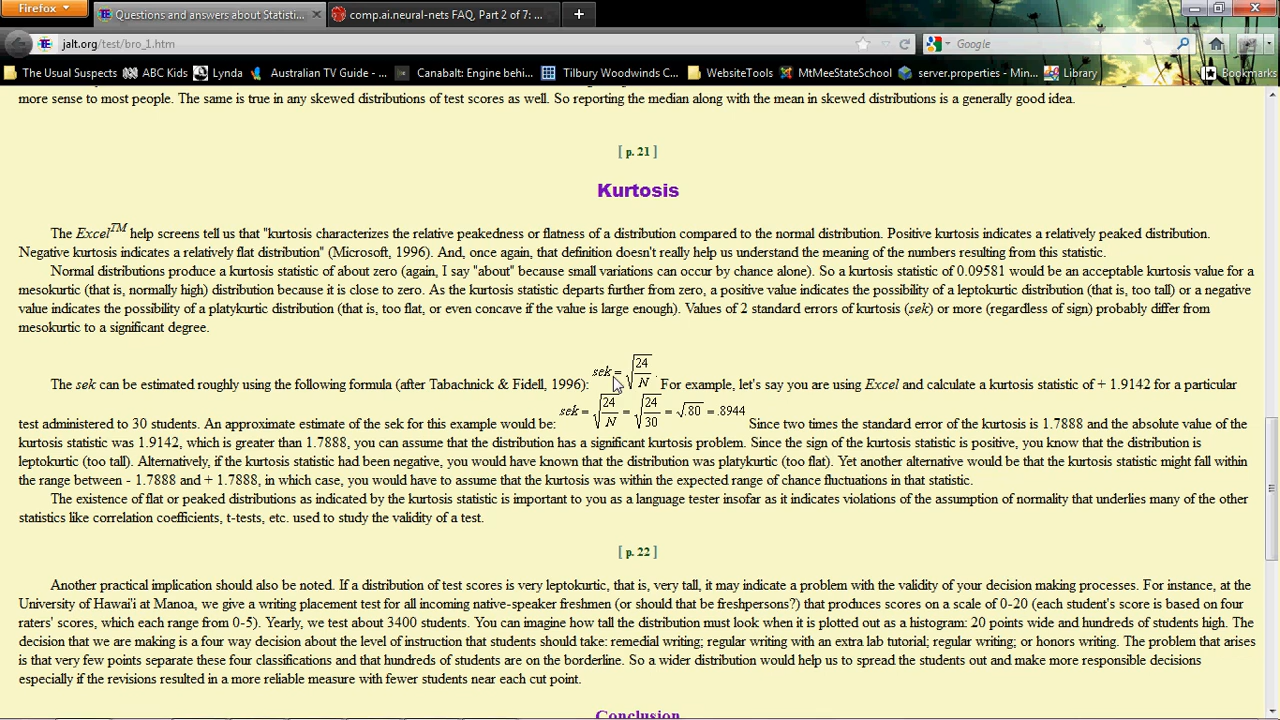 Firefox
Questions and answers about Statisti...
comp.ai.neural-nets FAQ, Part 2 of 7: ...
jalt.org/test/bro_1.htm
Google
The Usual Suspects
ABC Kids
Lynda
Australian TV Guide - ...
Canabalt: Engine behi...
Tilbury Woodwinds C...
WebsiteTools
MtMeeStateSchool
server.properties - Min...
Library
Bookmarks
more sense to most people. The same is true in any skewed distributions of test scores as well. So reporting the median along with the mean in skewed distributions is a generally good idea.
[ p. 21 ]
Kurtosis
The Excel™ help screens tell us that "kurtosis characterizes the relative peakedness or flatness of a distribution compared to the normal distribution. Positive kurtosis indicates a relatively peaked distribution.
Negative kurtosis indicates a relatively flat distribution" (Microsoft, 1996). And, once again, that definition doesn't really help us understand the meaning of the numbers resulting from this statistic.
Normal distributions produce a kurtosis statistic of about zero (again, I say "about" because small variations can occur by chance alone). So a kurtosis statistic of 0.09581 would be an acceptable kurtosis value for a
mesokurtic (that is, normally high) distribution because it is close to zero. As the kurtosis statistic departs further from zero, a positive value indicates the possibility of a leptokurtic distribution (that is, too tall) or a negative
value indicates the possibility of a platykurtic distribution (that is, too flat, or even concave if the value is large enough). Values of 2 standard errors of kurtosis (sek) or more (regardless of sign) probably differ from
mesokurtic to a significant degree.
The sek can be estimated roughly using the following formula (after Tabachnick & Fidell, 1996): sek = √24/N . For example, let's say you are using Excel and calculate a kurtosis statistic of + 1.9142 for a particular
test administered to 30 students. An approximate estimate of the sek for this example would be: sek = √24/N = √24/30 = √.80 = .8944 Since two times the standard error of the kurtosis is 1.7888 and the absolute value of the
kurtosis statistic was 1.9142, which is greater than 1.7888, you can assume that the distribution has a significant kurtosis problem. Since the sign of the kurtosis statistic is positive, you know that the distribution is
leptokurtic (too tall). Alternatively, if the kurtosis statistic had been negative, you would have known that the distribution was platykurtic (too flat). Yet another alternative would be that the kurtosis statistic might fall within
the range between - 1.7888 and + 1.7888, in which case, you would have to assume that the kurtosis was within the expected range of chance fluctuations in that statistic.
The existence of flat or peaked distributions as indicated by the kurtosis statistic is important to you as a language tester insofar as it indicates violations of the assumption of normality that underlies many of the other
statistics like correlation coefficients, t-tests, etc. used to study the validity of a test.
[ p. 22 ]
Another practical implication should also be noted. If a distribution of test scores is very leptokurtic, that is, very tall, it may indicate a problem with the validity of your decision making processes. For instance, at the
University of Hawai'i at Manoa, we give a writing placement test for all incoming native-speaker freshmen (or should that be freshpersons?) that produces scores on a scale of 0-20 (each student's score is based on four
raters' scores, which each range from 0-5). Yearly, we test about 3400 students. You can imagine how tall the distribution must look when it is plotted out as a histogram: 20 points wide and hundreds of students high. The
decision that we are making is a four way decision about the level of instruction that students should take: remedial writing; regular writing with an extra lab tutorial; regular writing; or honors writing. The problem that arises
is that very few points separate these four classifications and that hundreds of students are on the borderline. So a wider distribution would help us to spread the students out and make more responsible decisions
especially if the revisions resulted in a more reliable measure with fewer students near each cut point.
Conclusion